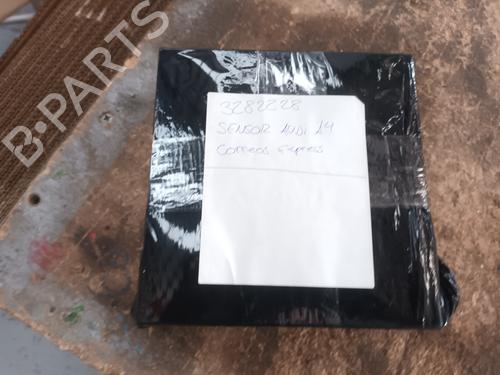 B-PARTS
3282228
SENSOR AUDI A4
Correos Express